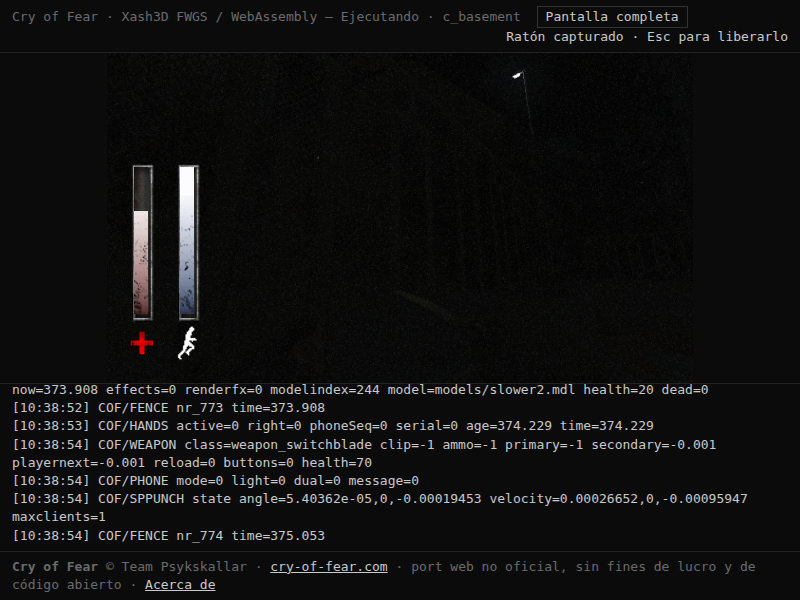 Cry of Fear · Xash3D FWGS / WebAssembly — Ejecutando · c_basement
Pantalla completa
Ratón capturado · Esc para liberarlo
now=373.908 effects=0 renderfx=0 modelindex=244 model=models/slower2.mdl health=20 dead=0
[10:38:52] COF/FENCE nr_773 time=373.908
[10:38:53] COF/HANDS active=0 right=0 phoneSeq=0 serial=0 age=374.229 time=374.229
[10:38:54] COF/WEAPON class=weapon_switchblade clip=-1 ammo=-1 primary=-1 secondary=-0.001
playernext=-0.001 reload=0 buttons=0 health=70
[10:38:54] COF/PHONE mode=0 light=0 dual=0 message=0
[10:38:54] COF/SPPUNCH state angle=5.40362e-05,0,-0.00019453 velocity=0.00026652,0,-0.00095947
maxclients=1
[10:38:54] COF/FENCE nr_774 time=375.053
Cry of Fear © Team Psykskallar · cry-of-fear.com · port web no oficial, sin fines de lucro y de
código abierto · Acerca de